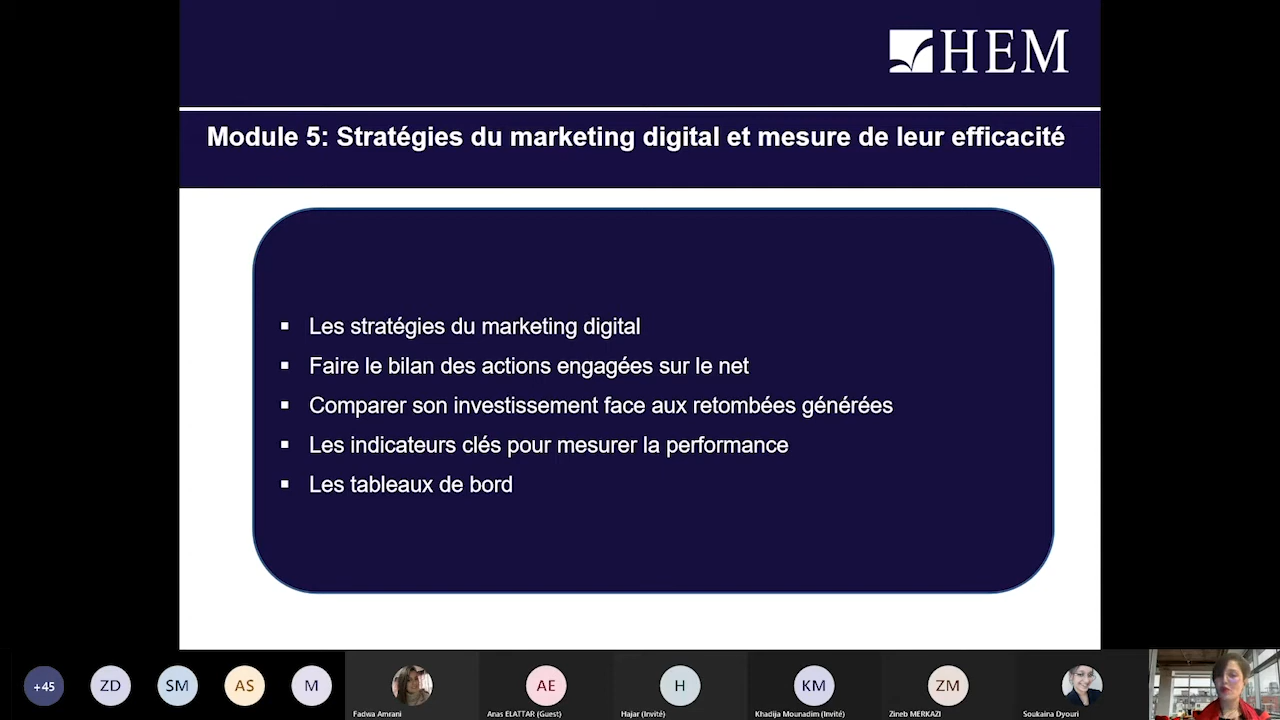 HEM
Module 5: Stratégies du marketing digital et mesure de leur efficacité
▪ Les stratégies du marketing digital
▪ Faire le bilan des actions engagées sur le net
▪ Comparer son investissement face aux retombées générées
▪ Les indicateurs clés pour mesurer la performance
▪ Les tableaux de bord
+45
ZD
SM
AS
M
AE
H
KM
ZM
Fadwa Amrani
Anas ELATTAR (Guest)
Hajar (Invité)
Khadija Mounadim (Invité)
Zineb MERKAZI
Soukaina Dyouri